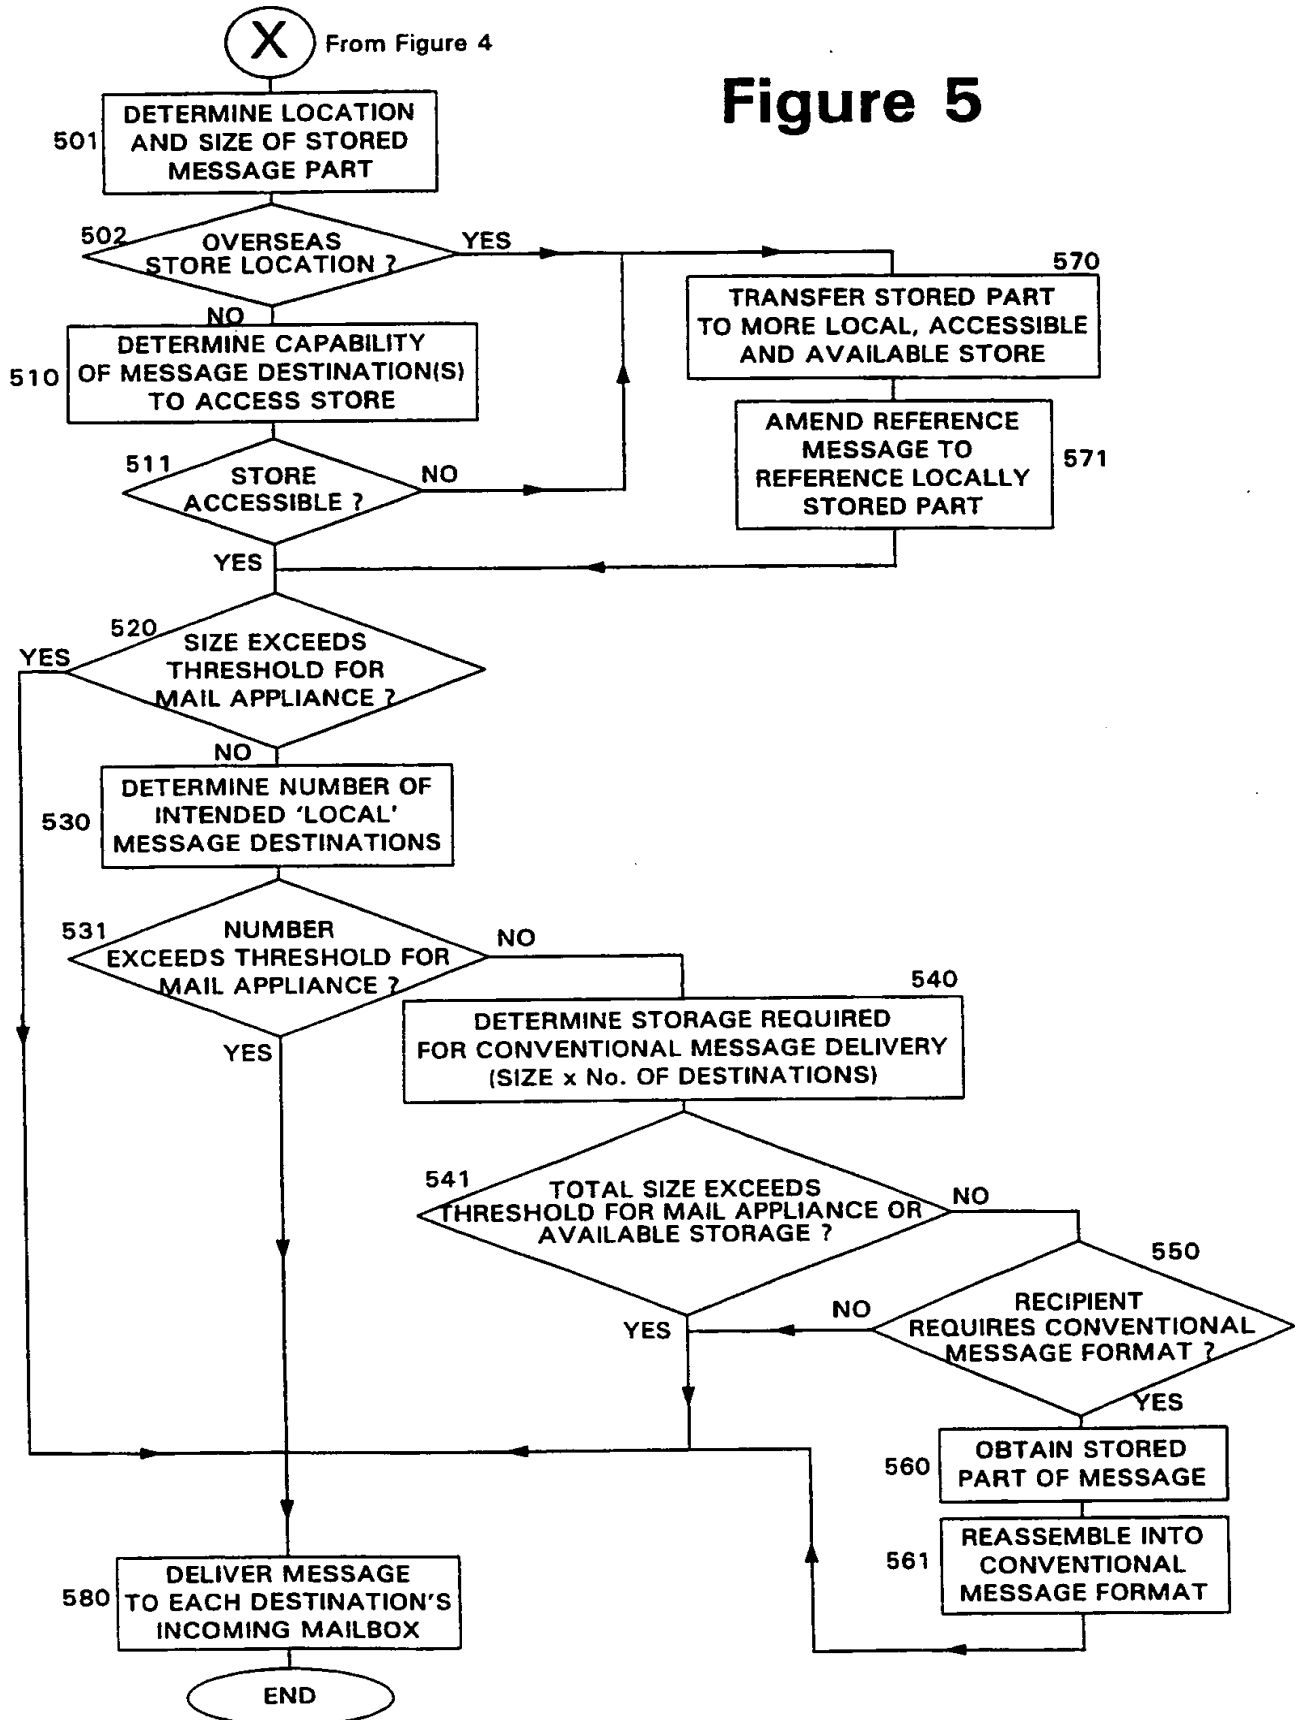 X
From Figure 4
Figure 5
501
DETERMINE LOCATION
AND SIZE OF STORED
MESSAGE PART
502
OVERSEAS
STORE LOCATION ?
YES
NO
570
TRANSFER STORED PART
TO MORE LOCAL, ACCESSIBLE
AND AVAILABLE STORE
510
DETERMINE CAPABILITY
OF MESSAGE DESTINATION(S)
TO ACCESS STORE
571
AMEND REFERENCE
MESSAGE TO
REFERENCE LOCALLY
STORED PART
511
STORE
ACCESSIBLE ?
NO
YES
520
SIZE EXCEEDS
THRESHOLD FOR
MAIL APPLIANCE ?
YES
NO
530
DETERMINE NUMBER OF
INTENDED 'LOCAL'
MESSAGE DESTINATIONS
531
NUMBER
EXCEEDS THRESHOLD FOR
MAIL APPLIANCE ?
NO
YES
540
DETERMINE STORAGE REQUIRED
FOR CONVENTIONAL MESSAGE DELIVERY
(SIZE x No. OF DESTINATIONS)
541
TOTAL SIZE EXCEEDS
THRESHOLD FOR MAIL APPLIANCE OR
AVAILABLE STORAGE ?
NO
YES
550
RECIPIENT
REQUIRES CONVENTIONAL
MESSAGE FORMAT ?
NO
YES
560
OBTAIN STORED
PART OF MESSAGE
561
REASSEMBLE INTO
CONVENTIONAL
MESSAGE FORMAT
580
DELIVER MESSAGE
TO EACH DESTINATION'S
INCOMING MAILBOX
END